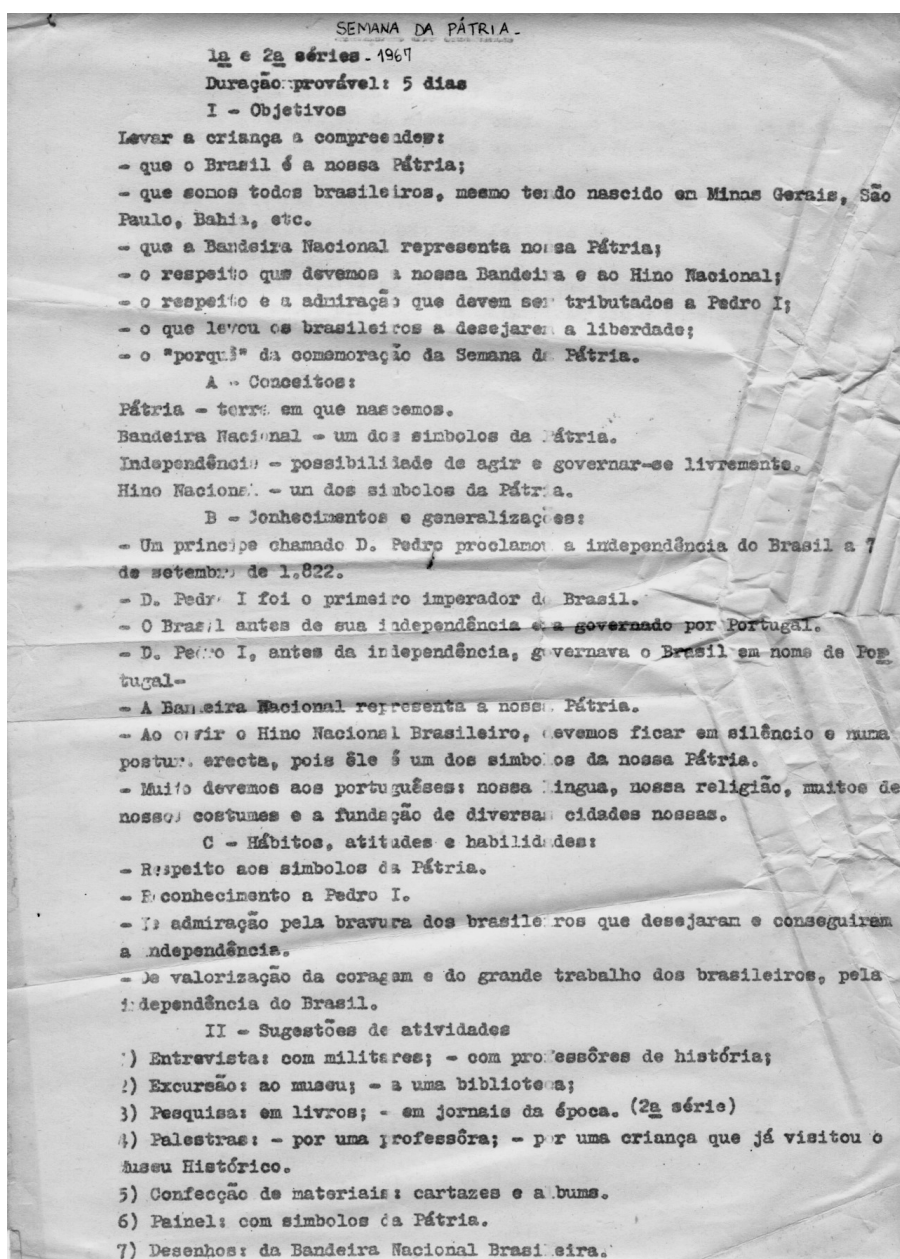 SEMANA DA PÁTRIA-
1a e 2a séries - 1967
Duração provável: 5 dias
I - Objetivos
Levar a criança a compreendes:
- que o Brasil é a nossa Pátria;
- que somos todos brasileiros, mesmo tendo nascido em Minas Gerais, São
Paulo, Bahia, etc.
- que a Bandeira Nacional representa nossa Pátria;
- o respeito que devemos a nossa Bandeira e ao Hino Nacional;
- o respeito e a admiração que devem ser tributados a Pedro I;
- o que levou os brasileiros a desejarem a liberdade;
- o "porquê" da comemoração da Semana da Pátria.
A - Conceitos:
Pátria - terra em que nascemos.
Bandeira Nacional - um dos simbolos da Pátria.
Independência - possibilidade de agir e governar-se livremente.
Hino Nacional - un dos simbolos da Pátria.
B - Conhecimentos e generalizações:
- Um principe chamado D. Pedro proclamou a independência do Brasil a 7
de setembro de 1.822.
- D. Pedro I foi o primeiro imperador do Brasil.
- O Brasil antes de sua independência era governado por Portugal.
- D. Pedro I, antes da independência, governava o Brasil em nome de Por
tugal-
- A Bandeira Nacional representa a nossa Pátria.
- Ao ouvir o Hino Nacional Brasileiro, devemos ficar em silêncio e numa
postura erecta, pois êle é um dos simbolos da nossa Pátria.
- Muito devemos aos portuguêses: nossa lingua, nossa religião, muitos de
nossos costumes e a fundação de diversas cidades nossas.
C - Hábitos, atitudes e habilidades:
- Respeito aos simbolos da Pátria.
- Reconhecimento a Pedro I.
- De admiração pela bravura dos brasileiros que desejaram e conseguiram
a independência.
- De valorização da coragem e do grande trabalho dos brasileiros, pela
independência do Brasil.
II - Sugestões de atividades
1) Entrevista: com militares; - com professôres de história;
2) Excursão: ao museu; - a uma biblioteca;
3) Pesquisa: em livros; - em jornais da época. (2a série)
4) Palestras: - por uma professôra; - por uma criança que já visitou o
Museu Histórico.
5) Confecção de materiais: cartazes e albums.
6) Painel: com simbolos da Pátria.
7) Desenhos: da Bandeira Nacional Brasileira.